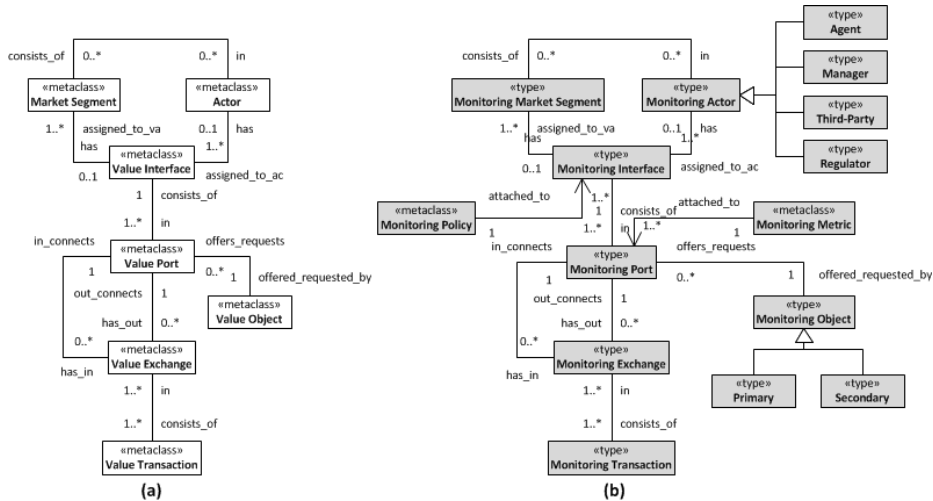 consists_of
0..*
0..*
in
«metaclass»
Market Segment
«metaclass»
Actor
1..*
assigned_to_va
0..1
has
has
1..*
«metaclass»
Value Interface
0..1
assigned_to_ac
1
consists_of
1..*
in
in_connects
offers_requests
«metaclass»
Value Port
1
0..*
1
offered_requested_by
out_connects
1
«metaclass»
Value Object
has_out
0..*
0..*
«metaclass»
Value Exchange
has_in
1..*
in
1..*
consists_of
«metaclass»
Value Transaction
(a)
«type»
Agent
consists_of
0..*
0..*
in
«type»
Manager
«type»
Monitoring Market Segment
«type»
Monitoring Actor
«type»
Third-Party
1..*
assigned_to_va
0..1
has
has
1..*
«type»
Regulator
«type»
Monitoring Interface
0..1
assigned_to_ac
attached_to
1..*
attached_to
«metaclass»
Monitoring Policy
1
consists_of
«metaclass»
Monitoring Metric
1
1..*
in
1..*
1
in_connects
offers_requests
«type»
Monitoring Port
1
0..*
1
offered_requested_by
out_connects
1
«type»
Monitoring Object
has_out
0..*
0..*
«type»
Monitoring Exchange
has_in
«type»
Primary
«type»
Secondary
1..*
in
1..*
consists_of
«type»
Monitoring Transaction
(b)